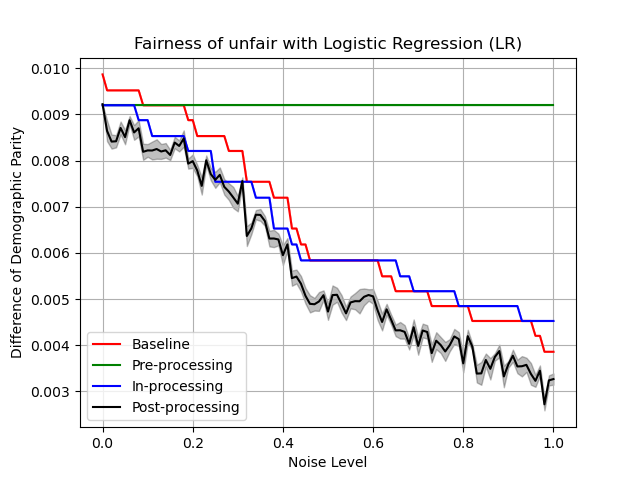 Fairness of unfair with Logistic Regression (LR)
Difference of Demographic Parity
0.010
0.009
0.008
0.007
0.006
0.005
0.004
0.003
Baseline
Pre-processing
In-processing
Post-processing
0.0 0.2 0.4 0.6 0.8 1.0
Noise Level